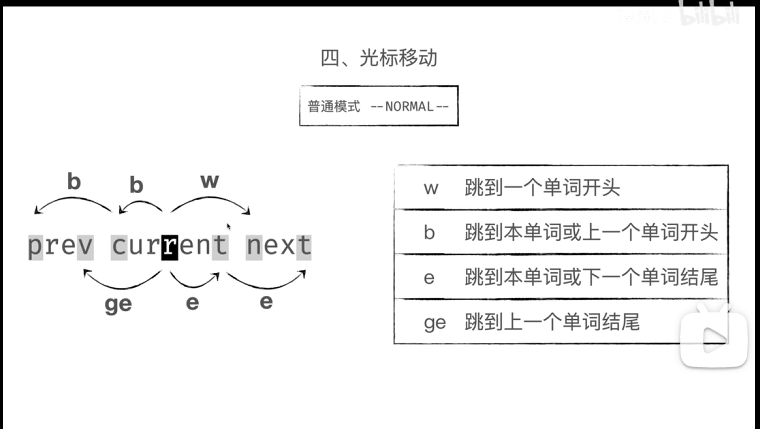 bilibili
四、光标移动
普通模式 --NORMAL--
b b w
prev current next
ge e e
w 跳到一个单词开头
b 跳到本单词或上一个单词开头
e 跳到本单词或下一个单词结尾
ge 跳到上一个单词结尾